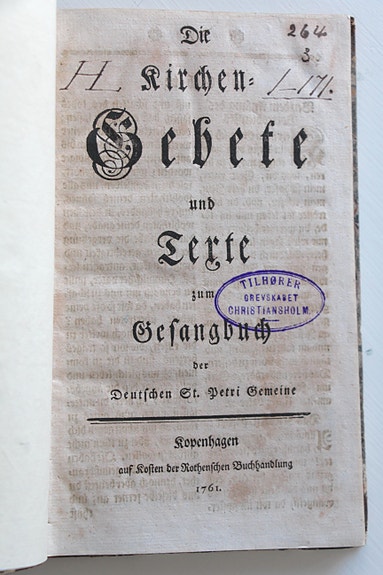 Die
264
3.
H
L 171.
Kirchen=
Gebete
und
Texte
zum
TILHØRER
GREVSKABET
CHRISTIANSHOLM.
Gesangbuch
der
Deutschen St. Petri Gemeine
Kopenhagen
auf Kosten der Rothenschen Buchhandlung
1761.